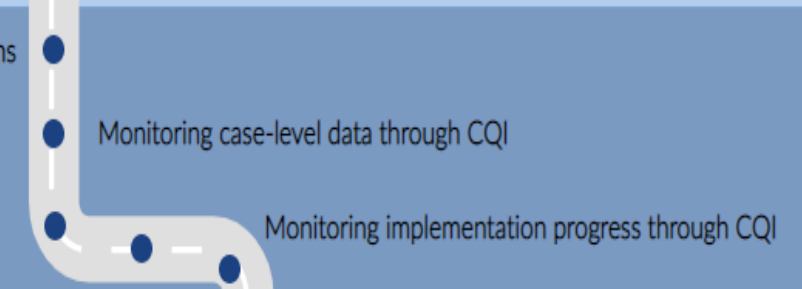 Monitoring case-level data through CQI
Monitoring implementation progress through CQI